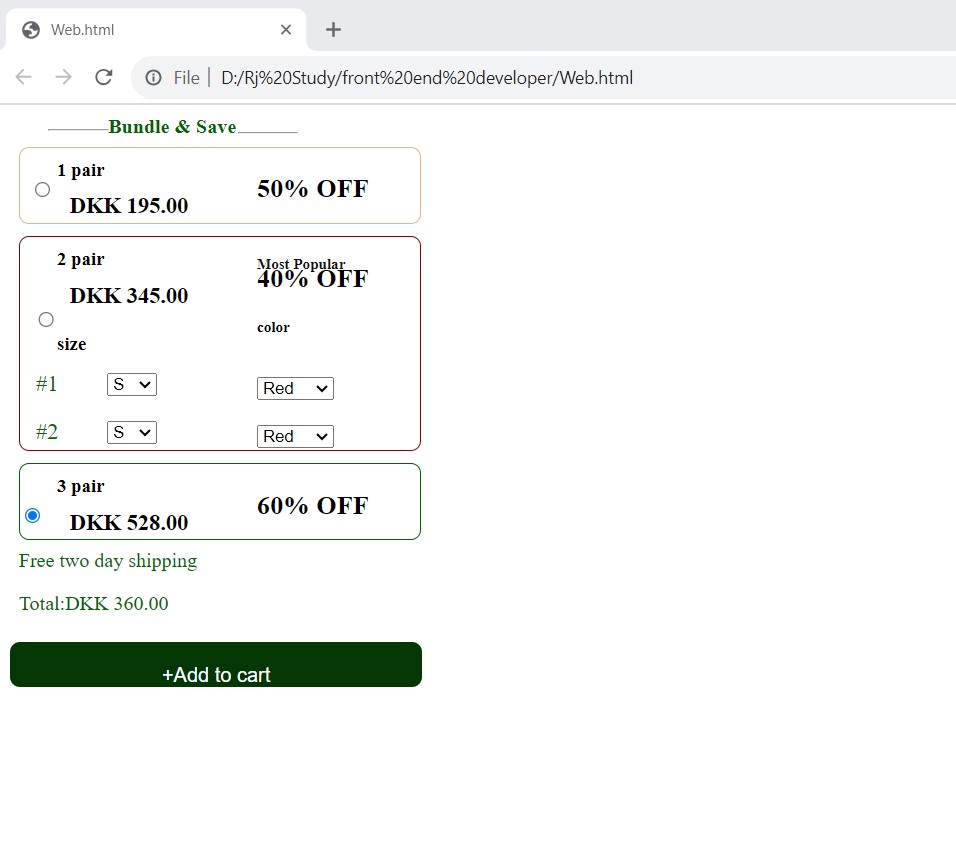 Web.html
File | D:/Rj%20Study/front%20end%20developer/Web.html
Bundle & Save
1 pair
50% OFF
DKK 195.00
2 pair
Most Popular
40% OFF
DKK 345.00
color
size
#1 S Red
#2 S Red
3 pair
60% OFF
DKK 528.00
Free two day shipping
Total:DKK 360.00
+Add to cart